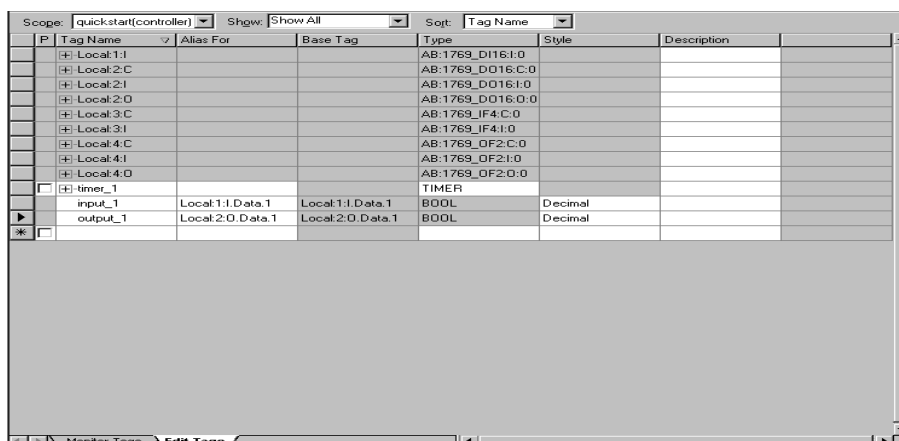 Scope: quickstart(controller) Show: Show All Sort: Tag Name
P Tag Name Alias For Base Tag Type Style Description
Local:1:I AB:1769_DI16:I:0
Local:2:C AB:1769_DO16:C:0
Local:2:I AB:1769_DO16:I:0
Local:2:O AB:1769_DO16:O:0
Local:3:C AB:1769_IF4:C:0
Local:3:I AB:1769_IF4:I:0
Local:4:C AB:1769_OF2:C:0
Local:4:I AB:1769_OF2:I:0
Local:4:O AB:1769_OF2:O:0
timer_1 TIMER
input_1 Local:1:I.Data.1 Local:1:I.Data.1 BOOL Decimal
output_1 Local:2:O.Data.1 Local:2:O.Data.1 BOOL Decimal
Monitor Tags Edit Tags